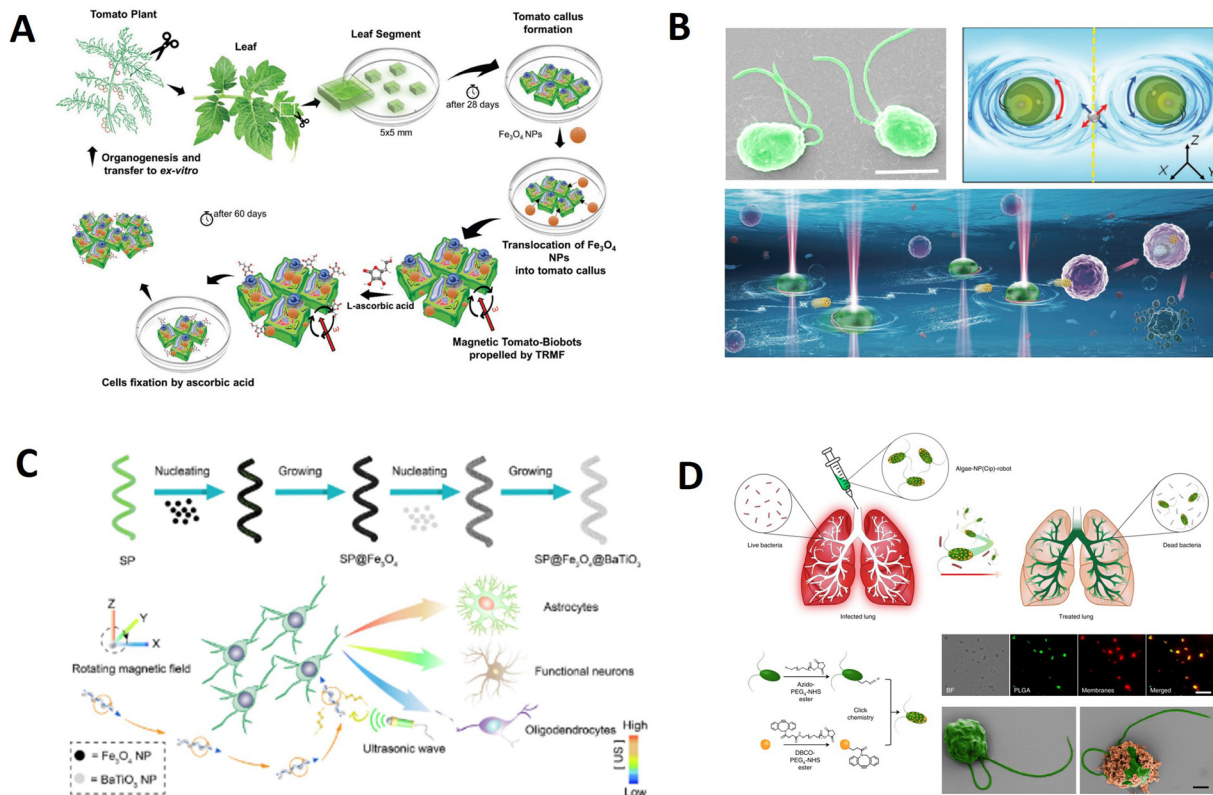 A
Tomato Plant
Leaf
Leaf Segment
5x5 mm
after 28 days
Tomato callus
formation
Fe₃O₄ NPs
Translocation of Fe₃O₄
NPs
into tomato callus
Magnetic Tomato-Biobots
propelled by TRMF
ω
L-ascorbic acid
ω
Cells fixation by ascorbic acid
after 60 days
Organogenesis and
transfer to ex-vitro
B
X
Z
Y
C
SP
Nucleating
Growing
SP@Fe₃O₄
Nucleating
Growing
SP@Fe₃O₄@BaTiO₃
Z
Y
X
Rotating magnetic field
Astrocytes
Functional neurons
Oligodendrocytes
Ultrasonic wave
= Fe₃O₄ NP
= BaTiO₃ NP
High
[ US ]
Low
D
Algae-NP(Cip)-robot
Live bacteria
Dead bacteria
Infected lung
Treated lung
Azido-
PEG₄-NHS
ester
Click
chemistry
DBCO-
PEG₄-NHS
ester
BF
PLGA
Membranes
Merged